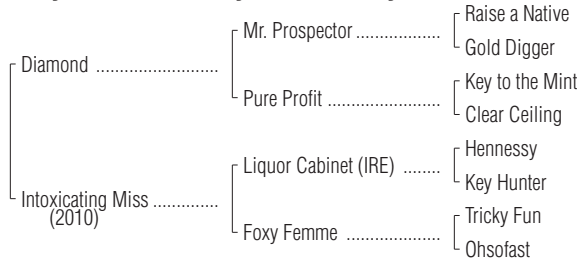 Raise a Native
Mr. Prospector ..................
Gold Digger
Diamond ..........................
Key to the Mint
Pure Profit .....................
Clear Ceiling
Hennessy
Liquor Cabinet (IRE) ........
Key Hunter
Intoxicating Miss ..............
(2010)
Tricky Fun
Foxy Femme ....................
Ohsofast